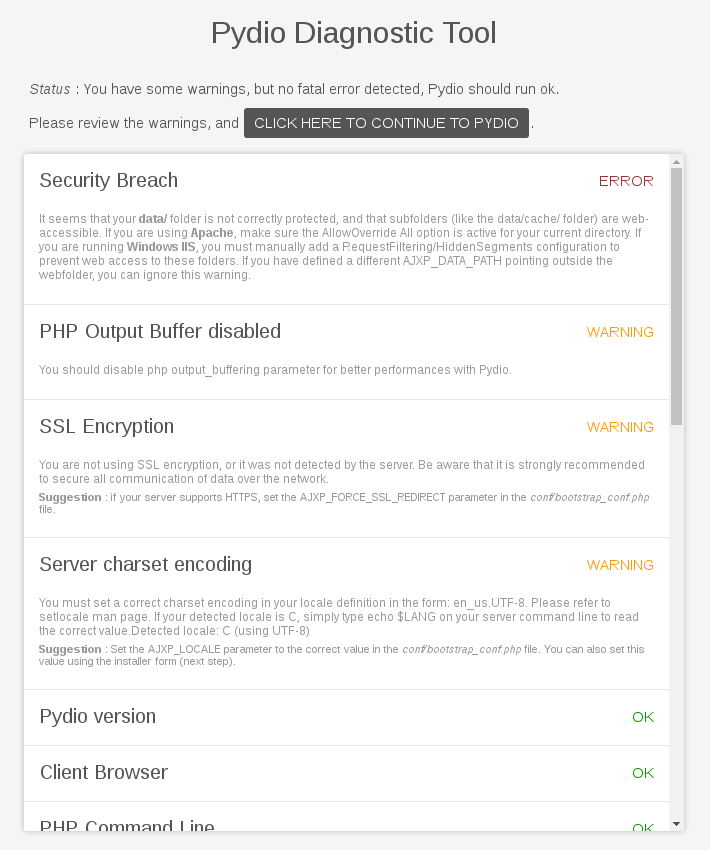 Pydio Diagnostic Tool
Status : You have some warnings, but no fatal error detected, Pydio should run ok.
Please review the warnings, and CLICK HERE TO CONTINUE TO PYDIO .
Security Breach ERROR
It seems that your data/ folder is not correctly protected, and that subfolders (like the data/cache/ folder) are web-
accessible. If you are using Apache, make sure the AllowOverride All option is active for your current directory. If
you are running Windows IIS, you must manually add a RequestFiltering/HiddenSegments configuration to
prevent web access to these folders. If you have defined a different AJXP_DATA_PATH pointing outside the
webfolder, you can ignore this warning.
PHP Output Buffer disabled WARNING
You should disable php output_buffering parameter for better performances with Pydio.
SSL Encryption WARNING
You are not using SSL encryption, or it was not detected by the server. Be aware that it is strongly recommended
to secure all communication of data over the network.
Suggestion : if your server supports HTTPS, set the AJXP_FORCE_SSL_REDIRECT parameter in the conf/bootstrap_conf.php
file.
Server charset encoding WARNING
You must set a correct charset encoding in your locale definition in the form: en_us.UTF-8. Please refer to
setlocale man page. If your detected locale is C, simply type echo $LANG on your server command line to read
the correct value.Detected locale: C (using UTF-8)
Suggestion : Set the AJXP_LOCALE parameter to the correct value in the conf/bootstrap_conf.php file. You can also set this
value using the installer form (next step).
Pydio version OK
Client Browser OK
PHP Command Line OK